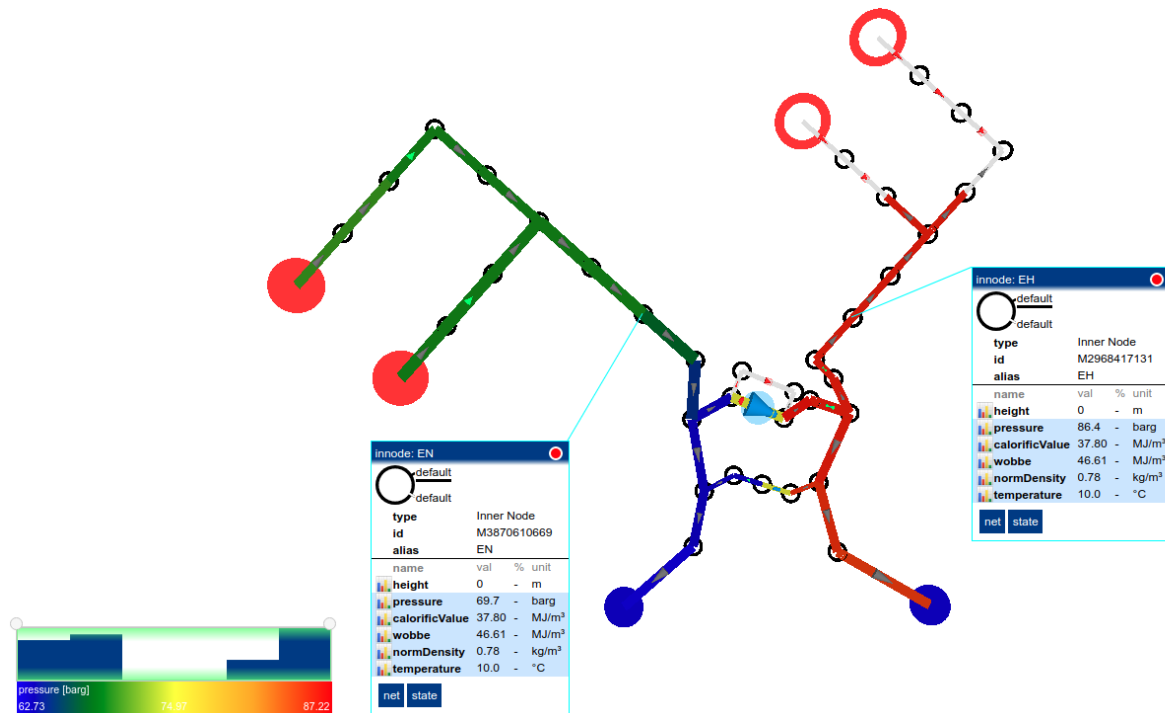 innode: EH
default
default
type Inner Node
id M2968417131
alias EH
name val % unit
height 0 - m
pressure 86.4 - barg
calorificValue 37.80 - MJ/m³
wobbe 46.61 - MJ/m³
normDensity 0.78 - kg/m³
temperature 10.0 - °C
net state
innode: EN
default
default
type Inner Node
id M3870610669
alias EN
name val % unit
height 0 - m
pressure 69.7 - barg
calorificValue 37.80 - MJ/m³
wobbe 46.61 - MJ/m³
normDensity 0.78 - kg/m³
temperature 10.0 - °C
net state
pressure [barg]
62.73 74.97 87.22